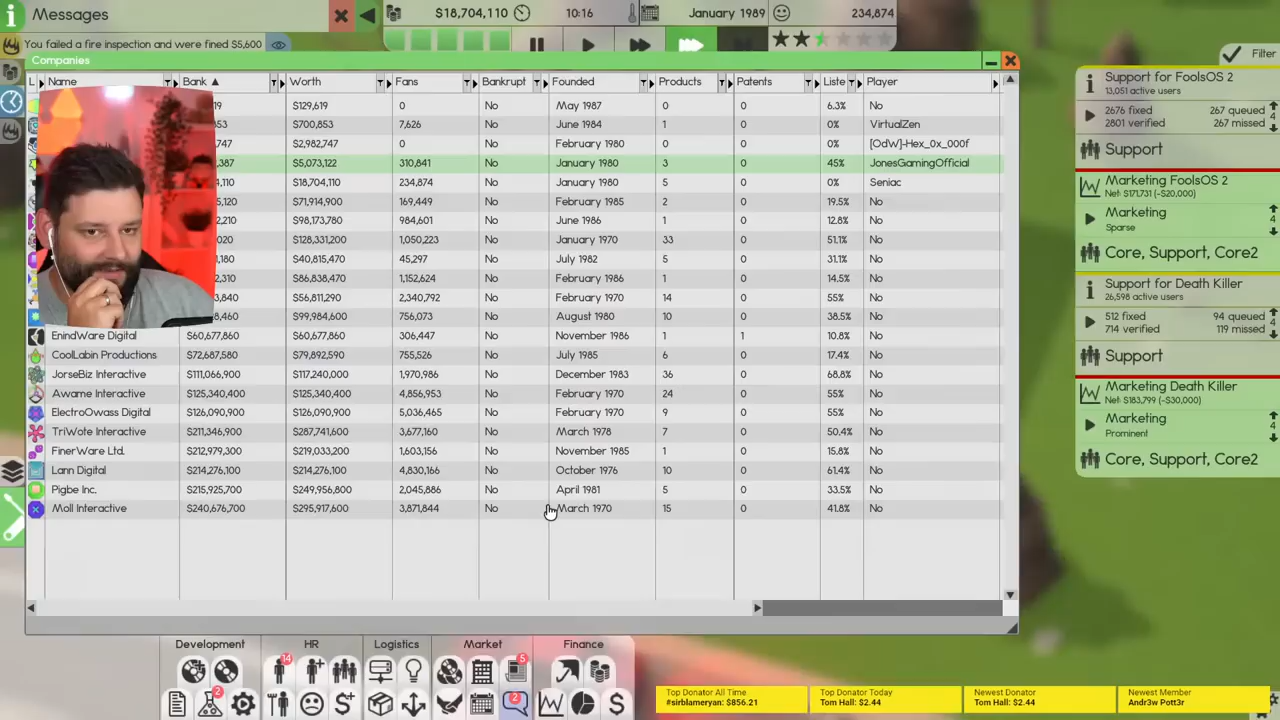 Messages
$18,704,110
10:16
January 1989
234,874
You failed a fire inspection and were fined $5,600
Companies
Filter
Name Bank ▲ Worth Fans Bankrupt Founded Products Patents Liste Player
$129,619 0 No May 1987 0 0 6.3% No
$700,853 7,626 No June 1984 1 0 0% VirtualZen
$2,982,747 0 No February 1980 0 0 0% [OdW]-Hex_0x_000f
$5,073,122 310,841 No January 1980 3 0 45% JonesGamingOfficial
$18,704,110 234,874 No January 1980 5 0 0% Seniac
$71,914,900 169,449 No February 1985 2 0 19.5% No
$98,173,780 984,601 No June 1986 1 0 12.8% No
$128,331,200 1,050,223 No January 1970 33 0 51.1% No
$40,815,470 45,297 No July 1982 5 0 31.1% No
$86,838,470 1,152,624 No February 1986 1 0 14.5% No
$56,811,290 2,340,792 No February 1970 14 0 55% No
$99,984,600 756,073 No August 1980 10 0 38.5% No
EnindWare Digital $60,677,860 $60,677,860 306,447 No November 1986 1 1 10.8% No
CoolLabin Productions $72,687,580 $79,892,590 755,526 No July 1985 6 0 17.4% No
JorseBiz Interactive $111,066,900 $117,240,000 1,970,986 No December 1983 36 0 68.8% No
Awame Interactive $125,340,400 $125,340,400 4,856,953 No February 1970 24 0 55% No
ElectroOwass Digital $126,090,900 $126,090,900 5,036,465 No February 1970 9 0 55% No
TriWote Interactive $211,346,900 $287,741,600 3,677,101 No March 1978 7 0 50.4% No
FinerWare Ltd. $212,979,300 $219,033,200 1,603,156 No November 1985 1 0 15.8% No
Lann Digital $214,276,100 $214,276,100 4,830,166 No October 1976 10 0 61.4% No
Pigbe Inc. $215,925,700 $249,956,800 2,045,886 No April 1981 5 0 33.5% No
Moll Interactive $240,676,700 $295,917,600 3,871,844 No March 1970 15 0 41.8% No
Support for FoolsOS 2
13,051 active users
2676 fixed 267 queued
2801 verified 267 missed
4
Support
Marketing FoolsOS 2
Net: $171,731 (-$20,000)
Marketing
Sparse
4
Core, Support, Core2
Support for Death Killer
26,598 active users
512 fixed 94 queued
714 verified 119 missed
4
Support
Marketing Death Killer
Net: $183,799 (-$30,000)
Marketing
Prominent
4
Core, Support, Core2
Development HR Logistics Market Finance
14
5
2
2
Top Donator All Time
#sirblameryan: $856.21
Top Donator Today
Tom Hall: $2.44
Newest Donator
Tom Hall: $2.44
Newest Member
Andr3w Pott3r